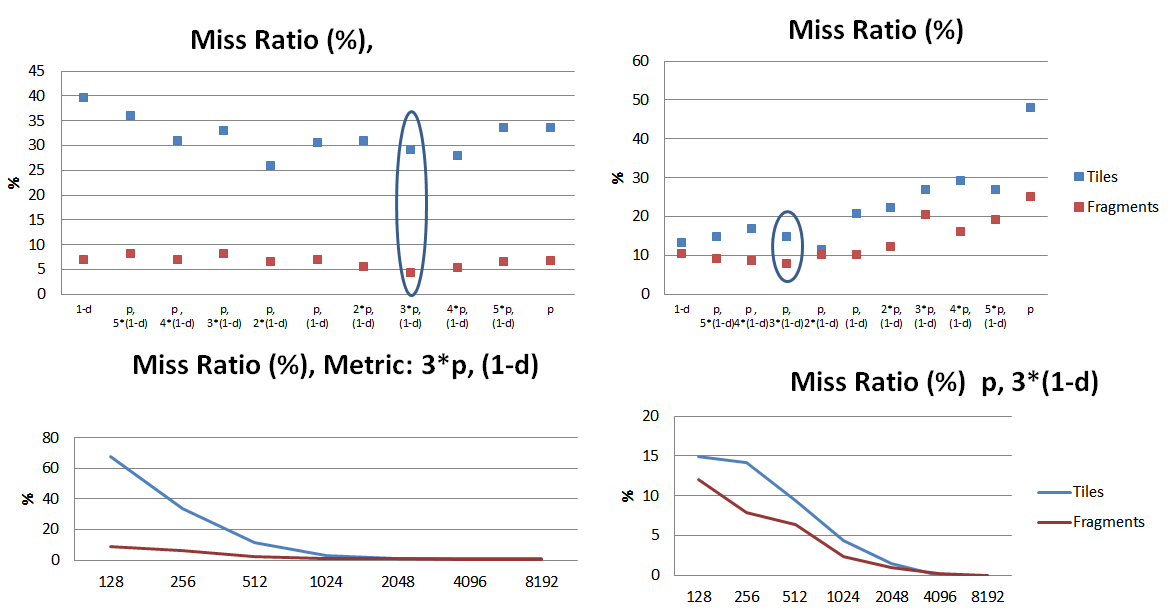 Miss Ratio (%),
45
40
35
30
25
20
15
10
5
0
%
1-d
p,
5*(1-d)
p ,
4*(1-d)
p,
3*(1-d)
p,
2*(1-d)
p,
(1-d)
2*p,
(1-d)
3*p,
(1-d)
4*p,
(1-d)
5*p,
(1-d)
p
Miss Ratio (%)
60
50
40
30
20
10
0
%
1-d
p,
5*(1-d)
p ,
4*(1-d)
p,
3*(1-d)
p,
2*(1-d)
p,
(1-d)
2*p,
(1-d)
3*p,
(1-d)
4*p,
(1-d)
5*p,
(1-d)
p
Tiles
Fragments
Miss Ratio (%), Metric: 3*p, (1-d)
80
60
40
20
0
%
128 256 512 1024 2048 4096 8192
Miss Ratio (%) p, 3*(1-d)
20
15
10
5
0
%
128 256 512 1024 2048 4096 8192
Tiles
Fragments